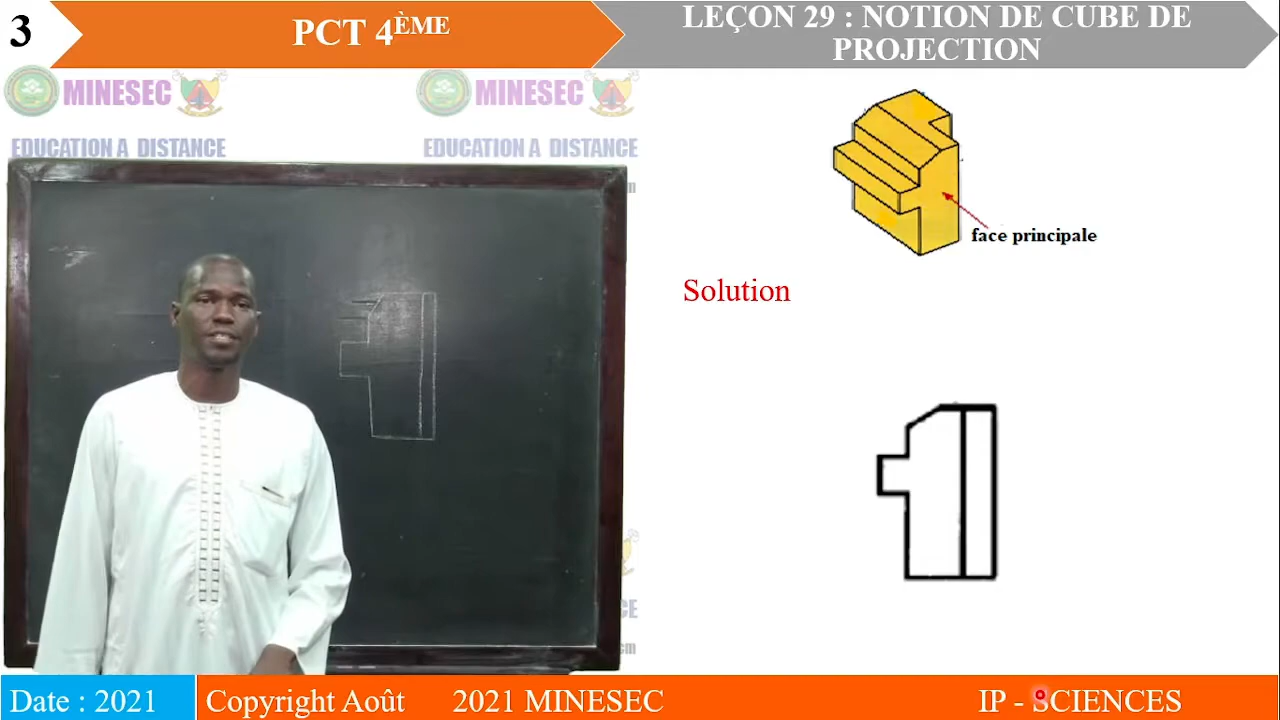 3
PCT 4ÈME
LEÇON 29 : NOTION DE CUBE DE
PROJECTION
MINESEC
MINESEC
EDUCATION A DISTANCE
EDUCATION A DISTANCE
face principale
Solution
Date : 2021
Copyright Août
2021 MINESEC
IP - SCIENCES